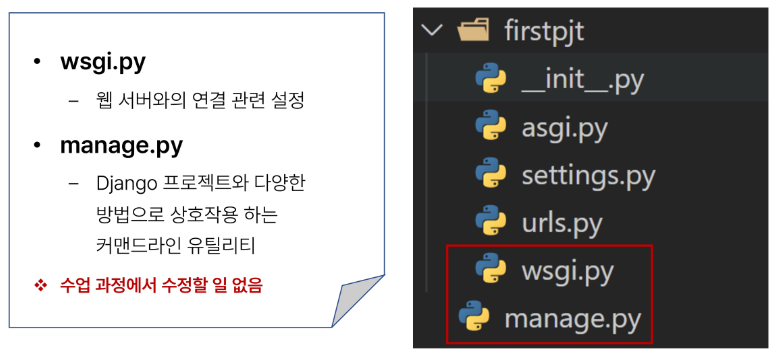 • wsgi.py
– 웹 서버와의 연결 관련 설정
• manage.py
– Django 프로젝트와 다양한
방법으로 상호작용 하는
커맨드라인 유틸리티
❖ 수업 과정에서 수정할 일 없음
firstpjt
__init__.py
asgi.py
settings.py
urls.py
wsgi.py
manage.py